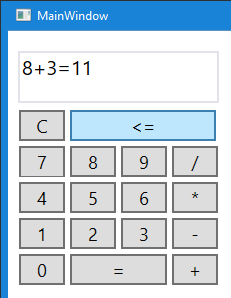 MainWindow
8+3=11
C <=
7 8 9 /
4 5 6 *
1 2 3 -
0 = +